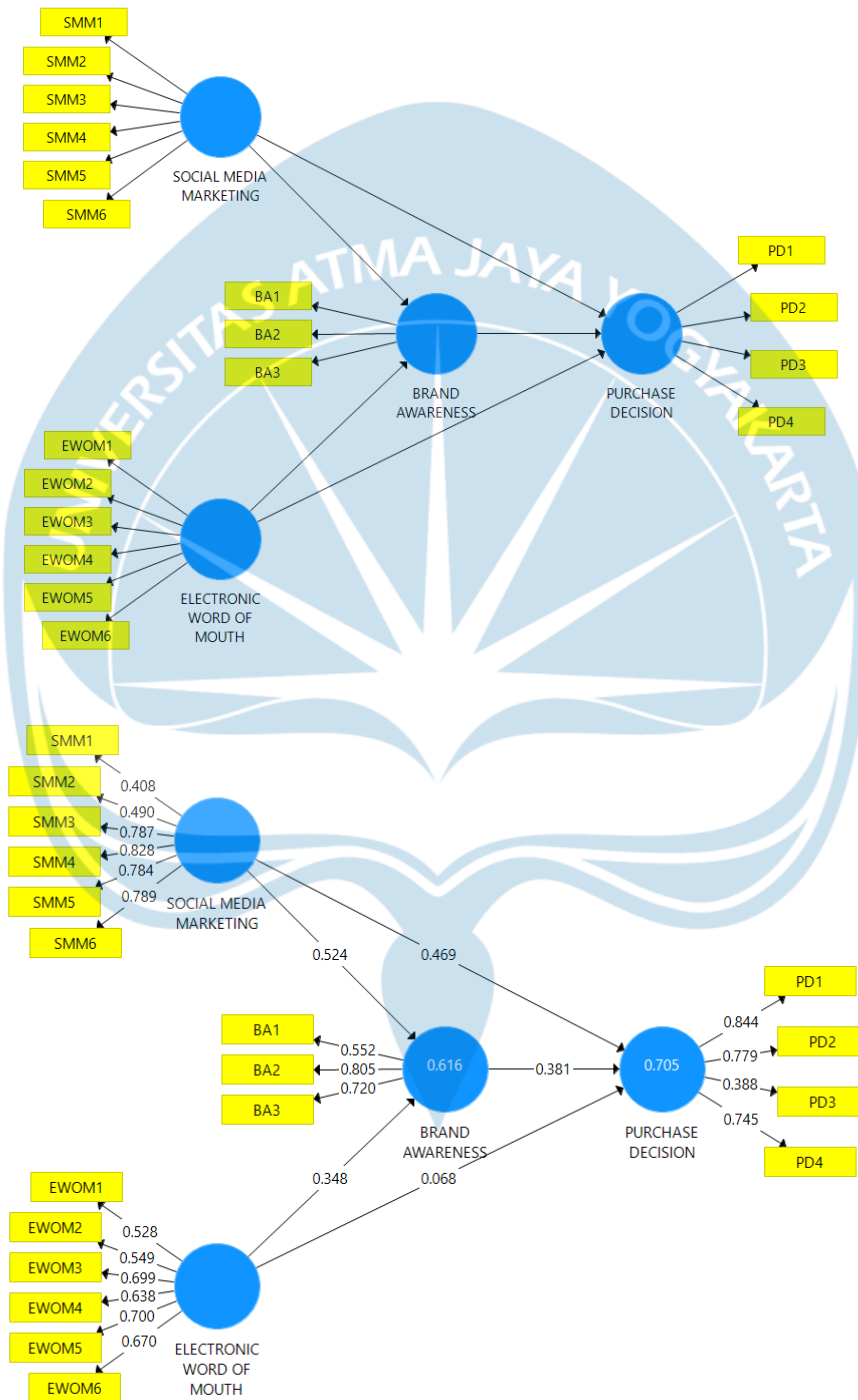 SMM1
SMM2
SMM3
SMM4
SMM5
SMM6
SOCIAL MEDIA
MARKETING
UNIVERSITAS ATMA JAYA YOGYAKARTA
BA1
BA2
BA3
BRAND
AWARENESS
PURCHASE
DECISION
PD1
PD2
PD3
PD4
EWOM1
EWOM2
EWOM3
EWOM4
EWOM5
EWOM6
ELECTRONIC
WORD OF
MOUTH
SMM1
SMM2
SMM3
SMM4
SMM5
SMM6
0.408
0.490
0.787
0.828
0.784
0.789
SOCIAL MEDIA
MARKETING
0.524
0.469
BA1
BA2
BA3
0.552
0.805
0.720
0.616
BRAND
AWARENESS
0.381
0.705
PURCHASE
DECISION
0.844
0.779
0.388
0.745
PD1
PD2
PD3
PD4
0.348
0.068
EWOM1
EWOM2
EWOM3
EWOM4
EWOM5
EWOM6
0.528
0.549
0.699
0.638
0.700
0.670
ELECTRONIC
WORD OF
MOUTH